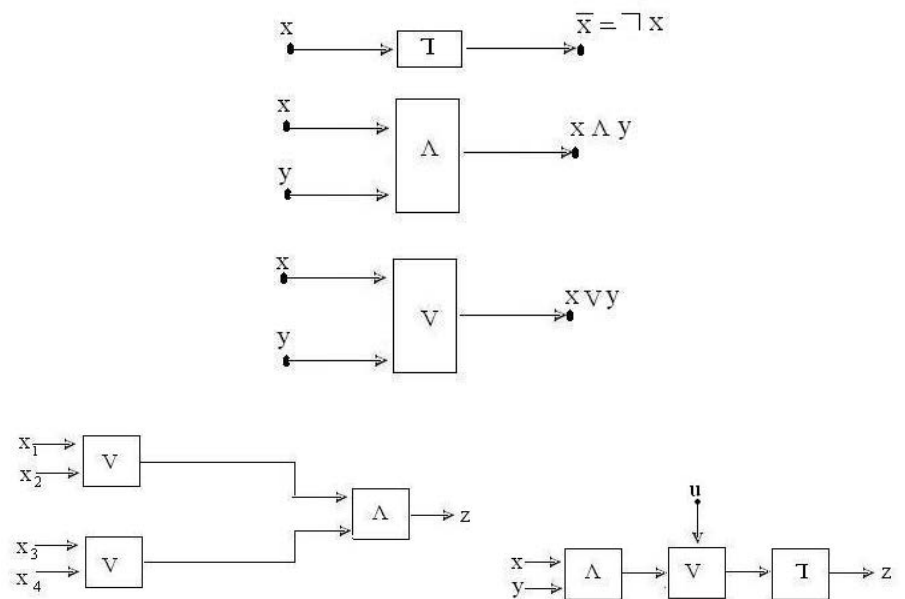 x ℸ x̅ = ㄱ x
x
y Λ x Λ y
x
y V x v y
x₁
x₂ V
Λ z
x₃
x₄ V
u
x
y Λ V ℸ z